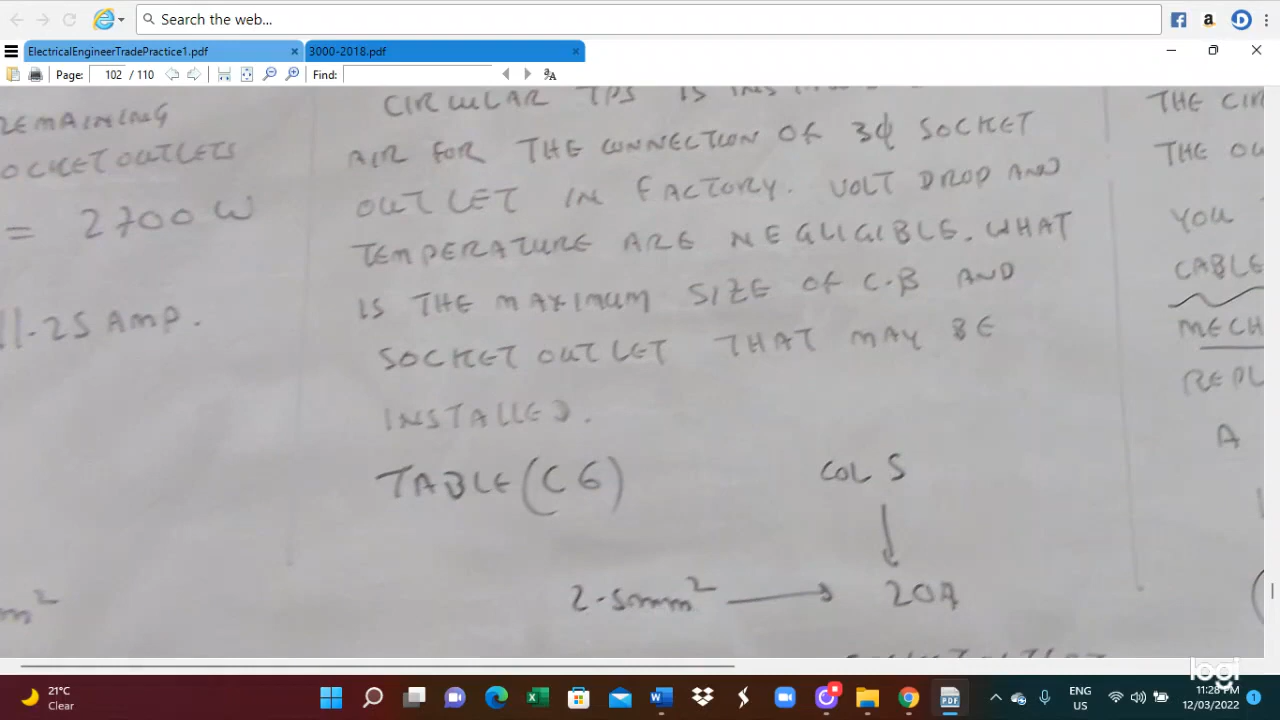 Search the web...
ElectricalEngineerTradePractice1.pdf
3000-2018.pdf
Page: 102 / 110
Find:
REMAINING
SOCKET OUTLETS
= 2700 W
11.25 AMP.
m²
CIRCULAR TPS IS
AIR FOR THE CONNECTION OF 3φ SOCKET
OUTLET IN FACTORY. VOLT DROP AND
TEMPERATURE ARE NEGLIGIBLE. WHAT
IS THE MAXIMUM SIZE OF C.B AND
SOCKET OUTLET THAT MAY BE
INSTALLED.
TABLE (C6)
COL 5
2.5mm² → 20A
THE CIR
THE OU
YOU
CABLE
MECH
REPL
A
logi
21°C
Clear
ENG
US
11:28 PM
12/03/2022